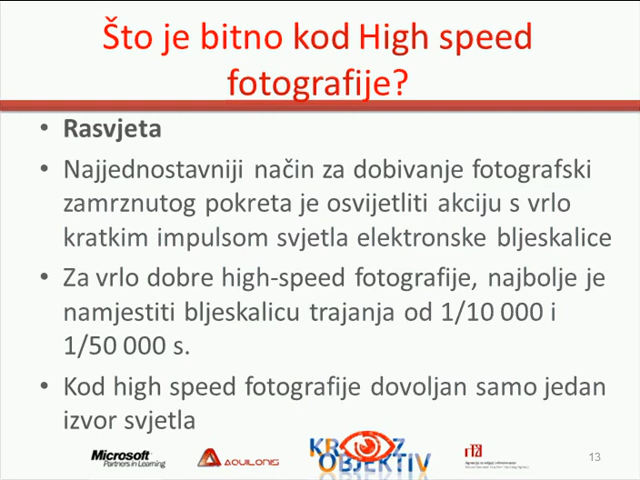 Što je bitno kod High speed
fotografije?
• Rasvjeta
• Najjednostavniji način za dobivanje fotografski
zamrznutog pokreta je osvijetliti akciju s vrlo
kratkim impulsom svjetla elektronske bljeskalice
• Za vrlo dobre high-speed fotografije, najbolje je
namjestiti bljeskalicu trajanja od 1/10 000 i
1/50 000 s.
• Kod high speed fotografije dovoljan samo jedan
izvor svjetla
Microsoft
Partners in Learning
AQUILONIS
KROZ
OBJEKTIV
13